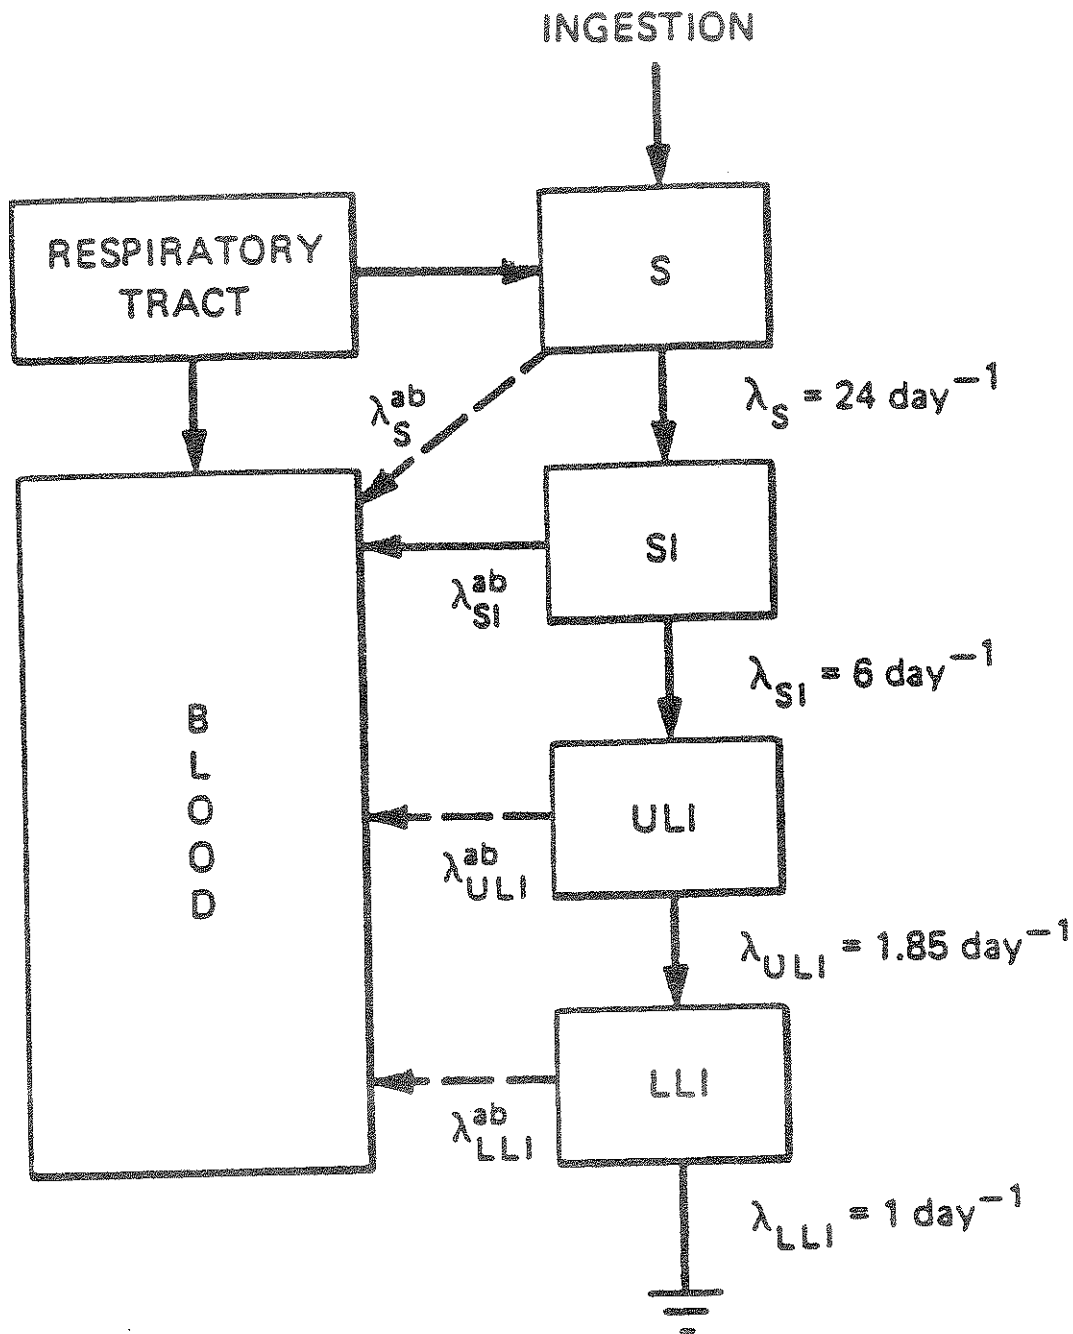 INGESTION
RESPIRATORY
TRACT
S
λ_S^ab
λ_S = 24 day⁻¹
SI
λ_SI^ab
λ_SI = 6 day⁻¹
B
L
O
O
D
ULI
λ_ULI^ab
λ_ULI = 1.85 day⁻¹
LLI
λ_LLI^ab
λ_LLI = 1 day⁻¹